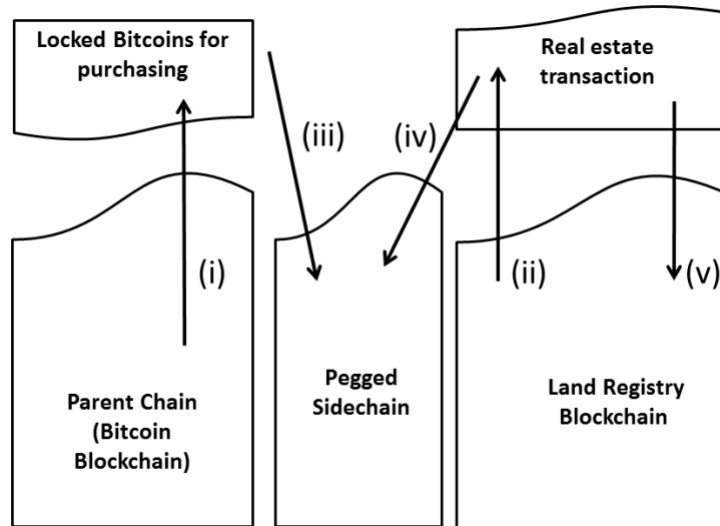 Locked Bitcoins for
purchasing
Real estate
transaction
(iii)
(iv)
(i)
(ii)
(v)
Pegged
Sidechain
Parent Chain
(Bitcoin
Blockchain)
Land Registry
Blockchain